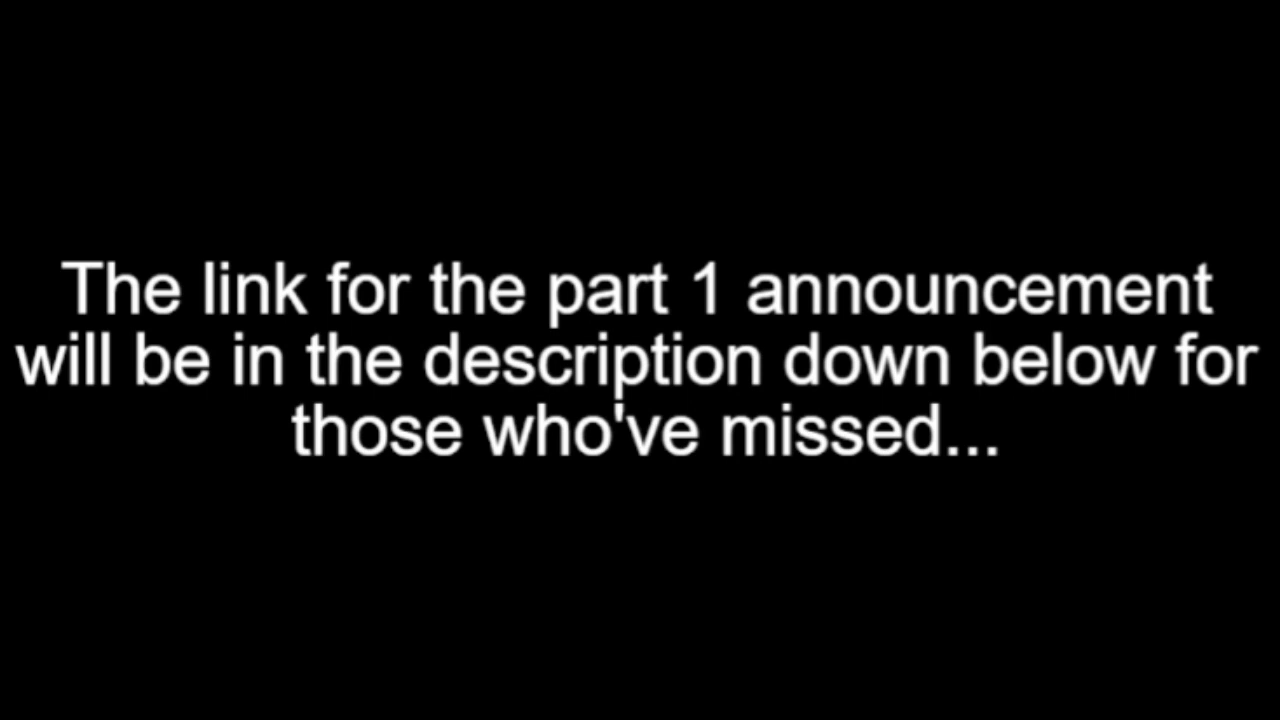 The link for the part 1 announcement
will be in the description down below for
those who've missed...